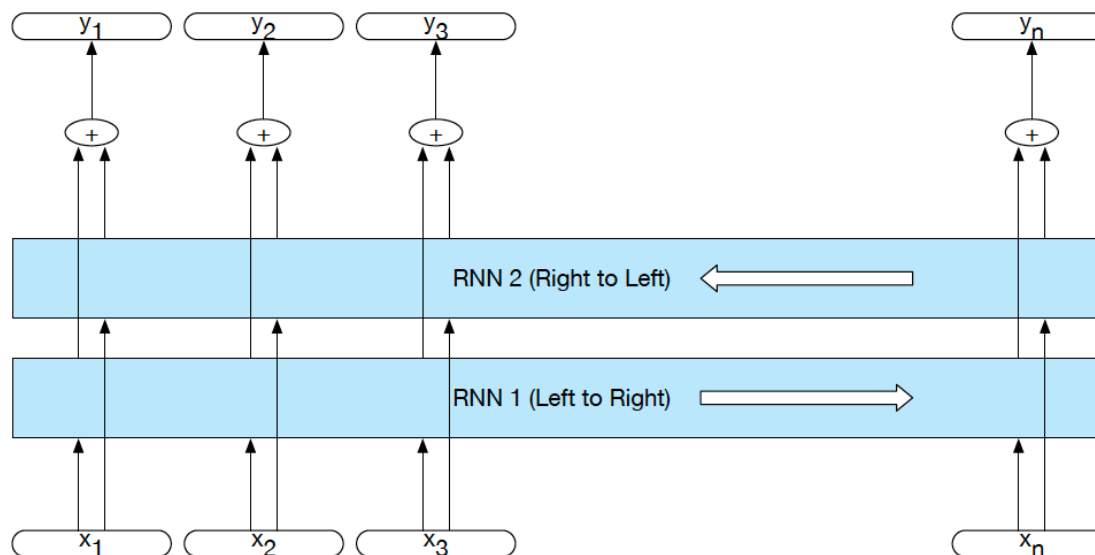 y1 y2 y3 yn
+ + + +
RNN 2 (Right to Left)
RNN 1 (Left to Right)
x1 x2 x3 xn